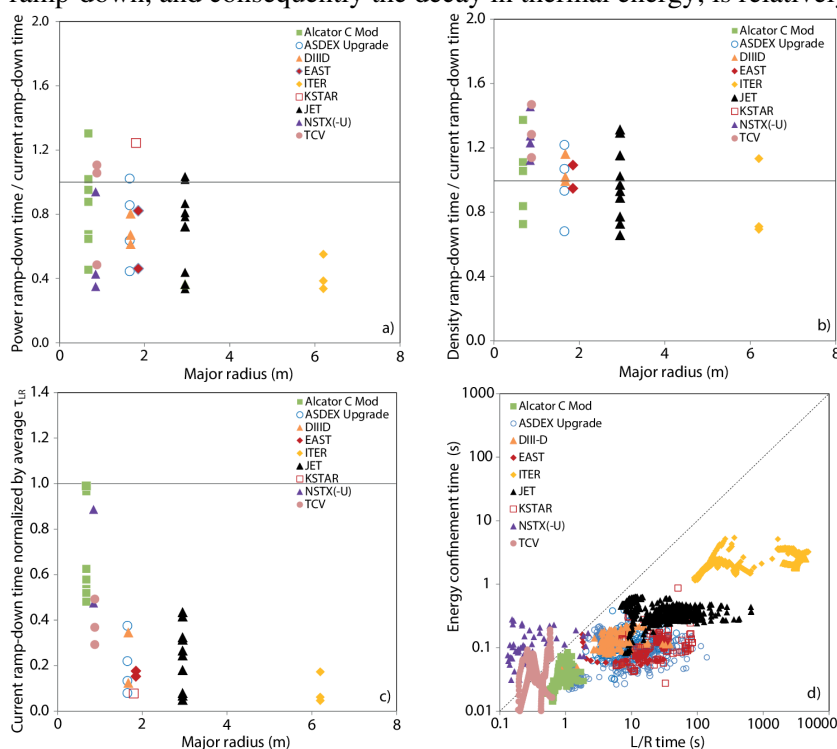 ramp-down, and consequently the decay in thermal energy, is relatively
2.0
1.6
1.2
0.8
0.4
0.0
0
2
4
6
8
Power ramp-down time / current ramp-down time
Major radius (m)
Alcator C Mod
ASDEX Upgrade
DIIID
EAST
ITER
KSTAR
JET
NSTX(-U)
TCV
a)
2.0
1.6
1.2
0.8
0.4
0.0
0
2
4
6
8
Density ramp-down time / current ramp-down time
Major radius (m)
Alcator C Mod
ASDEX Upgrade
DIIID
EAST
ITER
KSTAR
JET
NSTX(-U)
TCV
b)
1.4
1.2
1.0
0.8
0.6
0.4
0.2
0.0
0
2
4
6
8
Current ramp-down time normalized by average τLR
Major radius (m)
Alcator C Mod
ASDEX Upgrade
DIIID
EAST
ITER
JET
KSTAR
NSTX(-U)
TCV
c)
1000
100
10
1
0.1
0.01
0.1
1
10
100
1000
10000
Energy confinement time (s)
L/R time (s)
Alcator C Mod
ASDEX Upgrade
DIII-D
EAST
ITER
JET
KSTAR
NSTX(-U)
TCV
d)